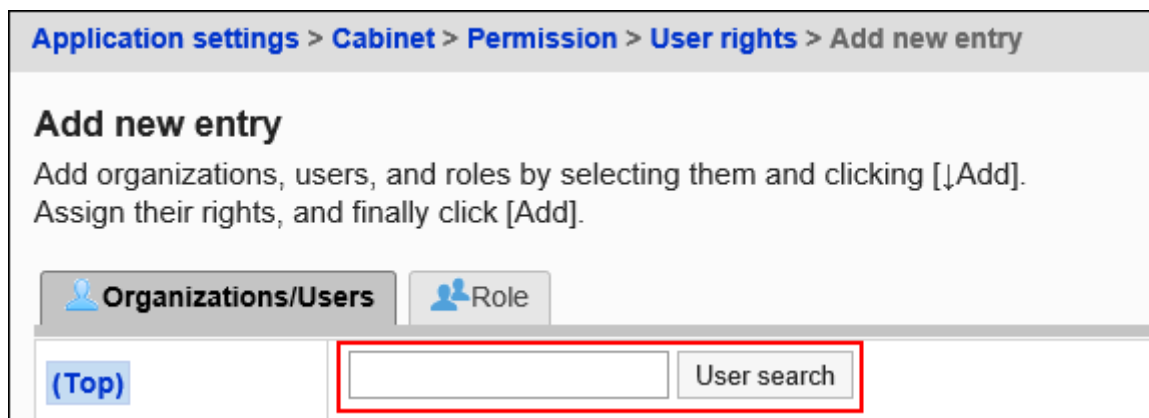 Application settings > Cabinet > Permission > User rights > Add new entry
Add new entry
Add organizations, users, and roles by selecting them and clicking [↓Add].
Assign their rights, and finally click [Add].
Organizations/Users Role
(Top) User search